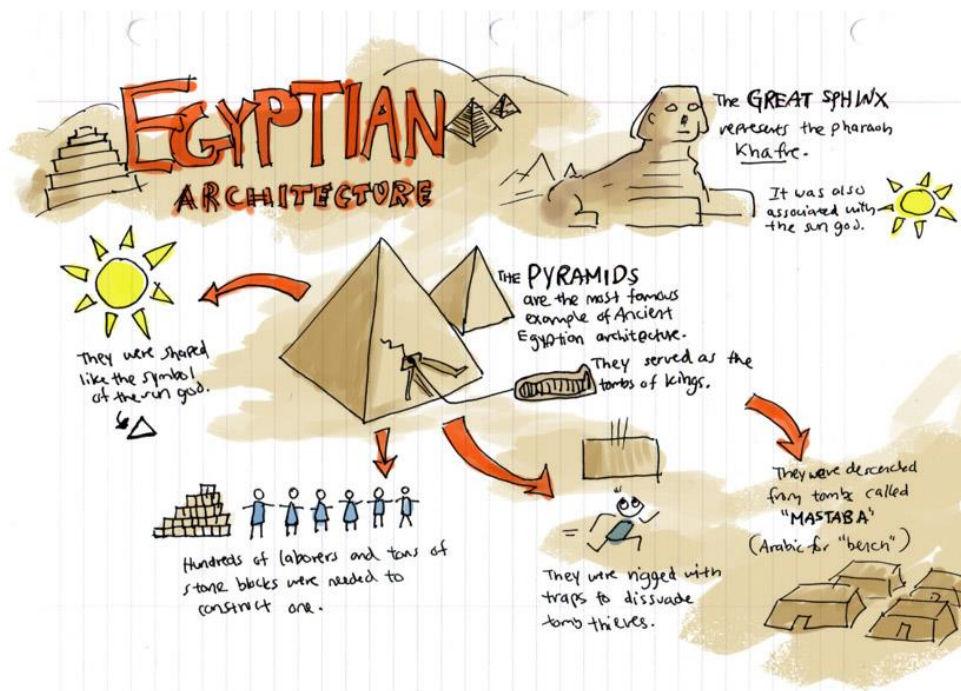 EGYPTIAN
ARCHITECTURE
The GREAT SPHINX
represents the pharaoh
Khafre.
It was also
associated with
the sun god.
THE PYRAMIDS
are the most famous
example of Ancient
Egyption architecture.
They served as the
tombs of kings.
They were shaped
like the symbol
of the sun god.
Hundreds of laborers and tons of
stone blocks were needed to
construct one.
They were rigged with
traps to dissuade
tomb thieves.
They were descended
from tombs called
"MASTABA"
(Arabic for "bench")